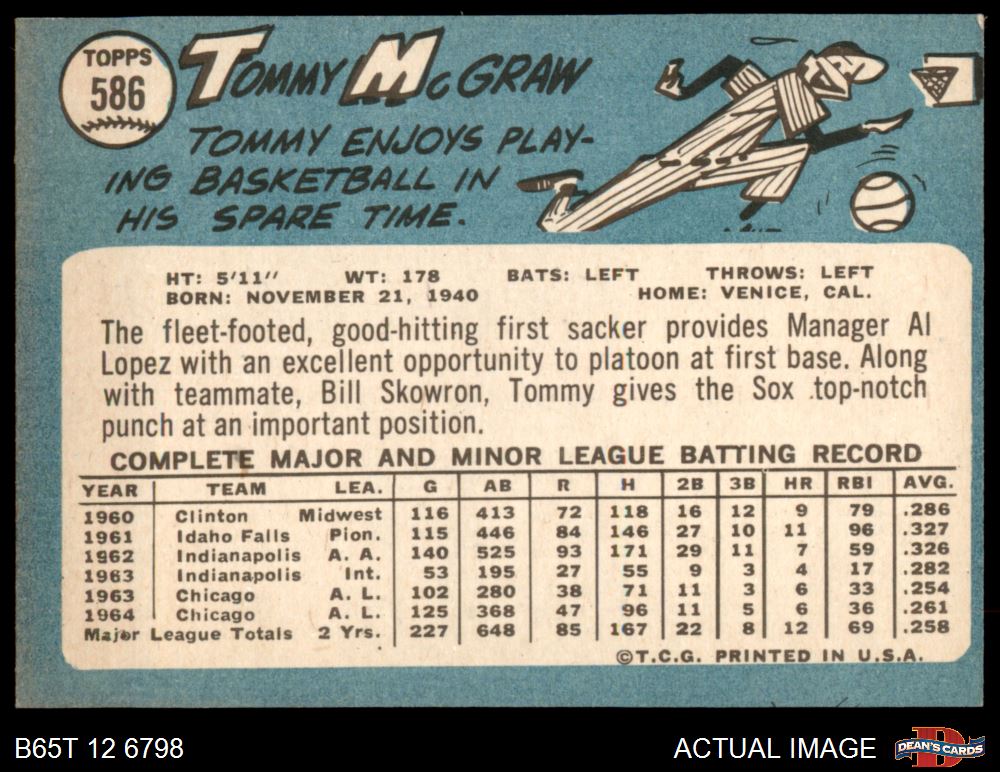 TOPPS
586
TOMMY McGRAW
TOMMY ENJOYS PLAY-
ING BASKETBALL IN
HIS SPARE TIME.
HT: 5'11" WT: 178 BATS: LEFT THROWS: LEFT
BORN: NOVEMBER 21, 1940 HOME: VENICE, CAL.
The fleet-footed, good-hitting first sacker provides Manager Al
Lopez with an excellent opportunity to platoon at first base. Along
with teammate, Bill Skowron, Tommy gives the Sox top-notch
punch at an important position.
COMPLETE MAJOR AND MINOR LEAGUE BATTING RECORD
YEAR TEAM LEA. G AB R H 2B 3B HR RBI AVG.
1960 Clinton Midwest 116 413 72 118 16 12 9 79 .286
1961 Idaho Falls Pion. 115 446 84 146 27 10 11 96 .327
1962 Indianapolis A. A. 140 525 93 171 29 11 7 59 .326
1963 Indianapolis Int. 53 195 27 55 9 3 4 17 .282
1963 Chicago A. L. 102 280 38 71 11 3 6 33 .254
1964 Chicago A. L. 125 368 47 96 11 5 6 36 .261
Major League Totals 2 Yrs. 227 648 85 167 22 8 12 69 .258
©T.C.G. PRINTED IN U.S.A.
B65T 12 6798 ACTUAL IMAGE DEAN'S CARDS